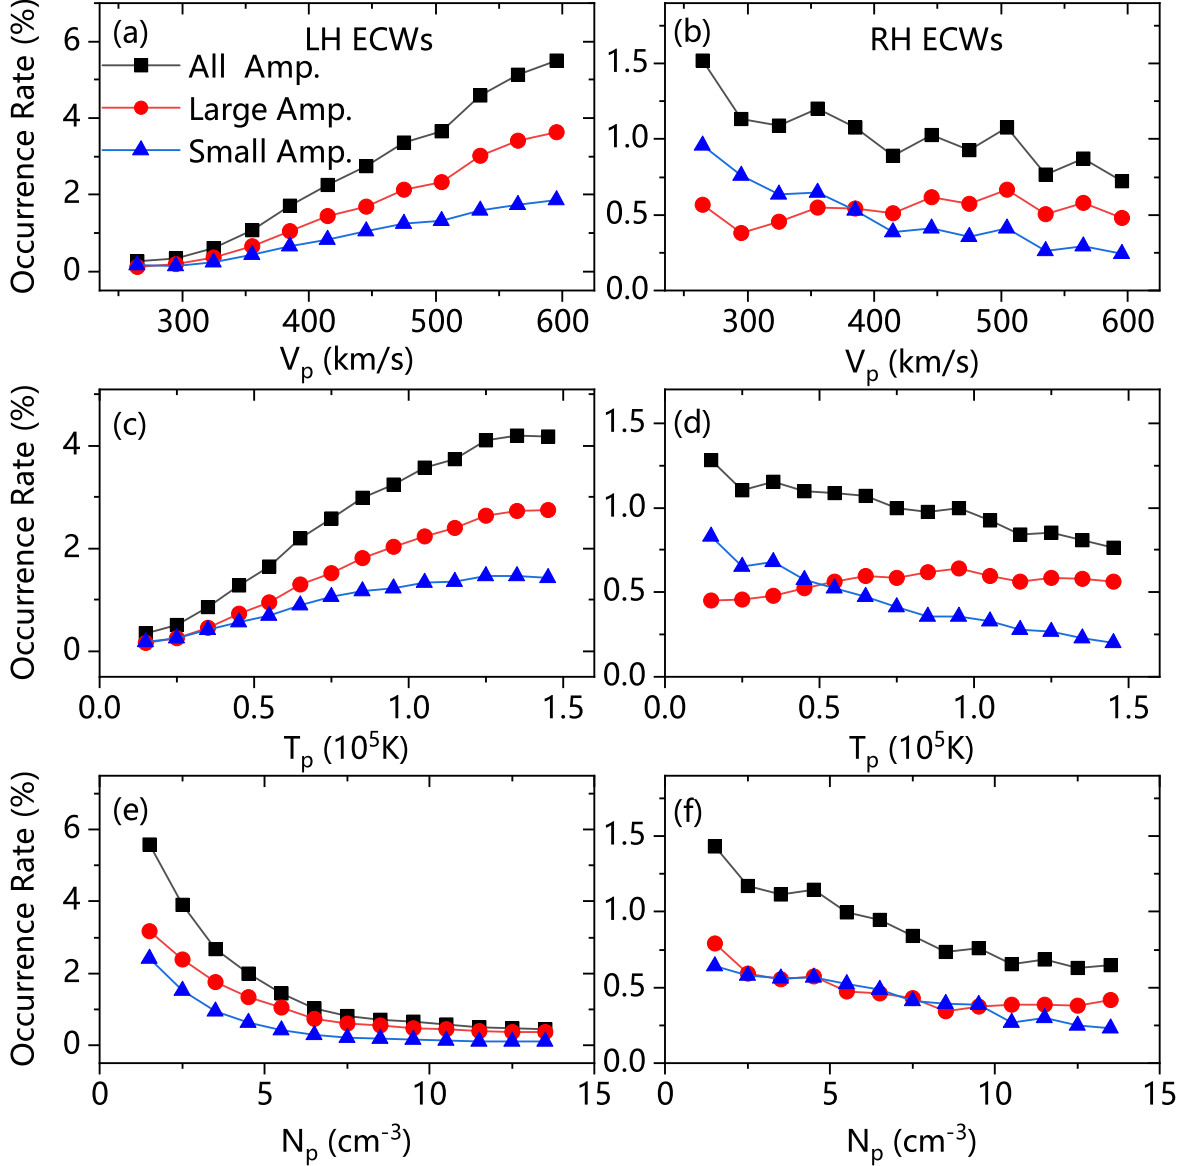 (a) LH ECWs
All Amp.
Large Amp.
Small Amp.
Occurrence Rate (%)
6
4
2
0
300 400 500 600
V_p (km/s)
(b) RH ECWs
1.5
1.0
0.5
0.0
300 400 500 600
V_p (km/s)
(c)
Occurrence Rate (%)
4
2
0
0.0 0.5 1.0 1.5
T_p (10^5K)
(d)
1.5
1.0
0.5
0.0
0.0 0.5 1.0 1.5
T_p (10^5K)
(e)
Occurrence Rate (%)
6
4
2
0
0 5 10 15
N_p (cm^-3)
(f)
1.5
1.0
0.5
0.0
0 5 10 15
N_p (cm^-3)